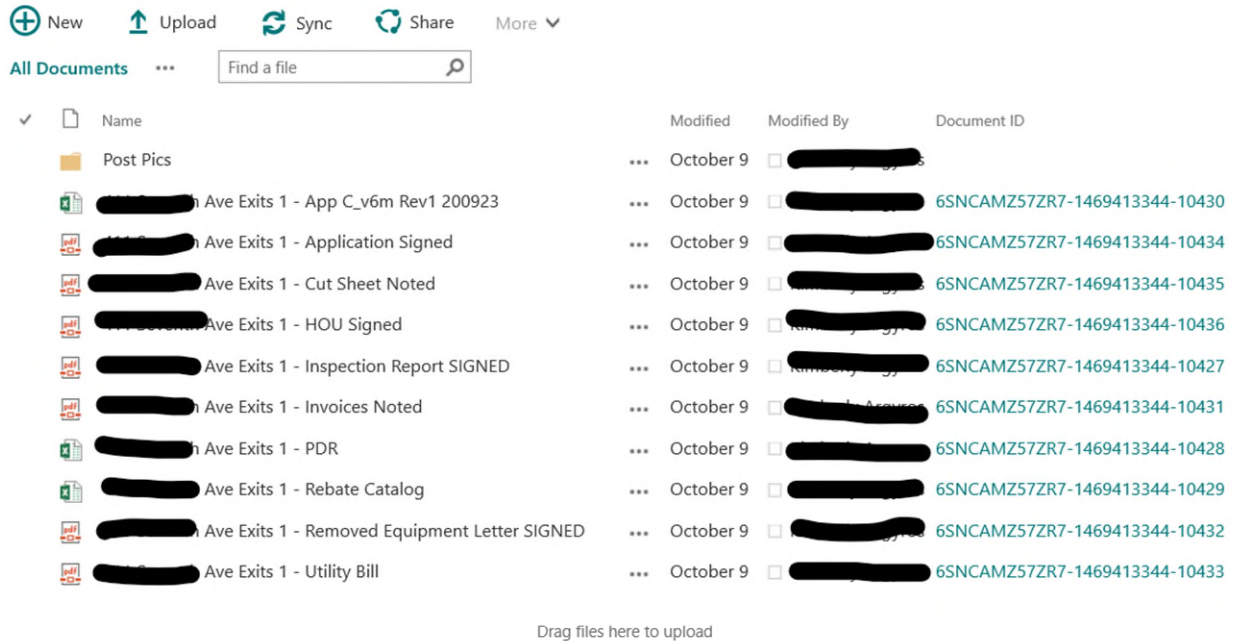 New Upload Sync Share More
All Documents ... Find a file
Name Modified Modified By Document ID
Post Pics ... October 9
Ave Exits 1 - App C_v6m Rev1 200923 ... October 9 6SNCAMZ57ZR7-1469413344-10430
Ave Exits 1 - Application Signed ... October 9 6SNCAMZ57ZR7-1469413344-10434
Ave Exits 1 - Cut Sheet Noted ... October 9 6SNCAMZ57ZR7-1469413344-10435
Ave Exits 1 - HOU Signed ... October 9 6SNCAMZ57ZR7-1469413344-10436
Ave Exits 1 - Inspection Report SIGNED ... October 9 6SNCAMZ57ZR7-1469413344-10427
Ave Exits 1 - Invoices Noted ... October 9 6SNCAMZ57ZR7-1469413344-10431
Ave Exits 1 - PDR ... October 9 6SNCAMZ57ZR7-1469413344-10428
Ave Exits 1 - Rebate Catalog ... October 9 6SNCAMZ57ZR7-1469413344-10429
Ave Exits 1 - Removed Equipment Letter SIGNED ... October 9 6SNCAMZ57ZR7-1469413344-10432
Ave Exits 1 - Utility Bill ... October 9 6SNCAMZ57ZR7-1469413344-10433
Drag files here to upload